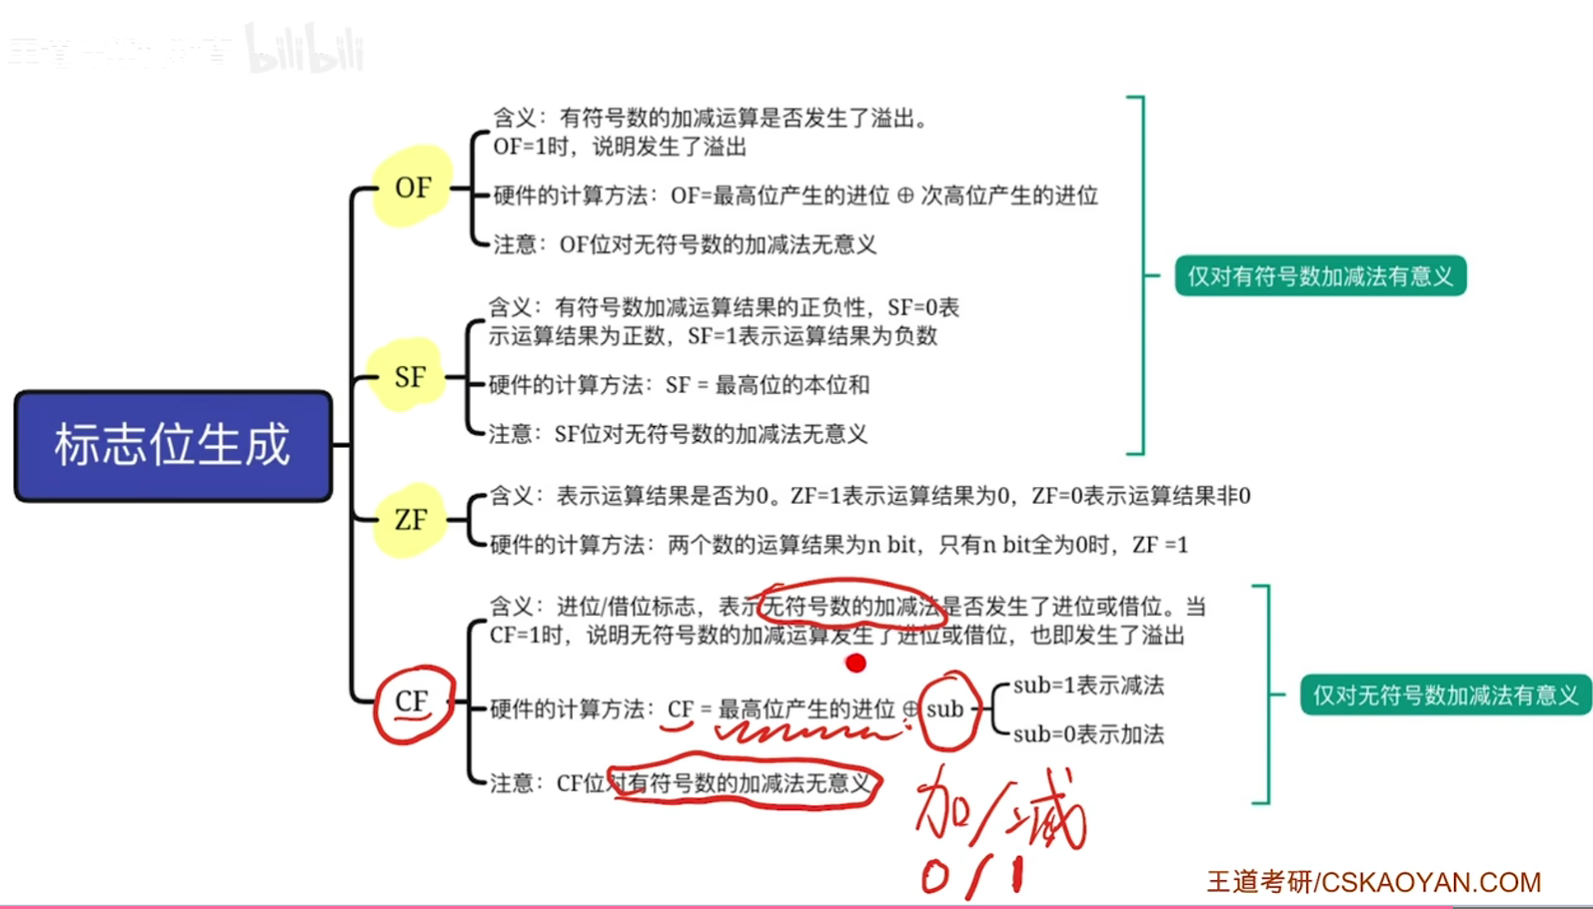 bilibili
含义：有符号数的加减运算是否发生了溢出。
OF=1时，说明发生了溢出
OF
硬件的计算方法：OF=最高位产生的进位 ⊕ 次高位产生的进位
注意：OF位对无符号数的加减法无意义
仅对有符号数加减法有意义
含义：有符号数加减运算结果的正负性，SF=0表
示运算结果为正数，SF=1表示运算结果为负数
SF
硬件的计算方法：SF = 最高位的本位和
注意：SF位对无符号数的加减法无意义
标志位生成
含义：表示运算结果是否为0。ZF=1表示运算结果为0，ZF=0表示运算结果非0
ZF
硬件的计算方法：两个数的运算结果为n bit，只有n bit全为0时，ZF =1
含义：进位/借位标志，表示无符号数的加减法是否发生了进位或借位。当
CF=1时，说明无符号数的加减运算发生了进位或借位，也即发生了溢出
CF
硬件的计算方法：CF = 最高位产生的进位 ⊕ sub
sub=1表示减法
sub=0表示加法
仅对无符号数加减法有意义
注意：CF位对有符号数的加减法无意义
加/减
0/1
王道考研/CSKAOYAN.COM